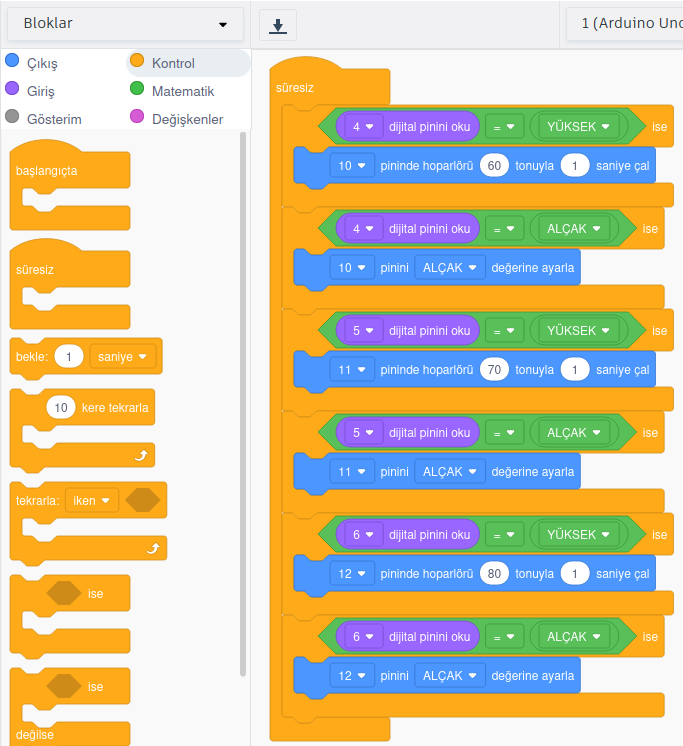 Bloklar
1 (Arduino Uno
Çıkış
Kontrol
Giriş
Matematik
Gösterim
Değişkenler
başlangıçta
süresiz
bekle: 1 saniye
10 kere tekrarla
tekrarla: iken
ise
ise
değilse
süresiz
4 dijital pinini oku = YÜKSEK ise
10 pininde hoparlörü 60 tonuyla 1 saniye çal
4 dijital pinini oku = ALÇAK ise
10 pinini ALÇAK değerine ayarla
5 dijital pinini oku = YÜKSEK ise
11 pininde hoparlörü 70 tonuyla 1 saniye çal
5 dijital pinini oku = ALÇAK ise
11 pinini ALÇAK değerine ayarla
6 dijital pinini oku = YÜKSEK ise
12 pininde hoparlörü 80 tonuyla 1 saniye çal
6 dijital pinini oku = ALÇAK ise
12 pinini ALÇAK değerine ayarla